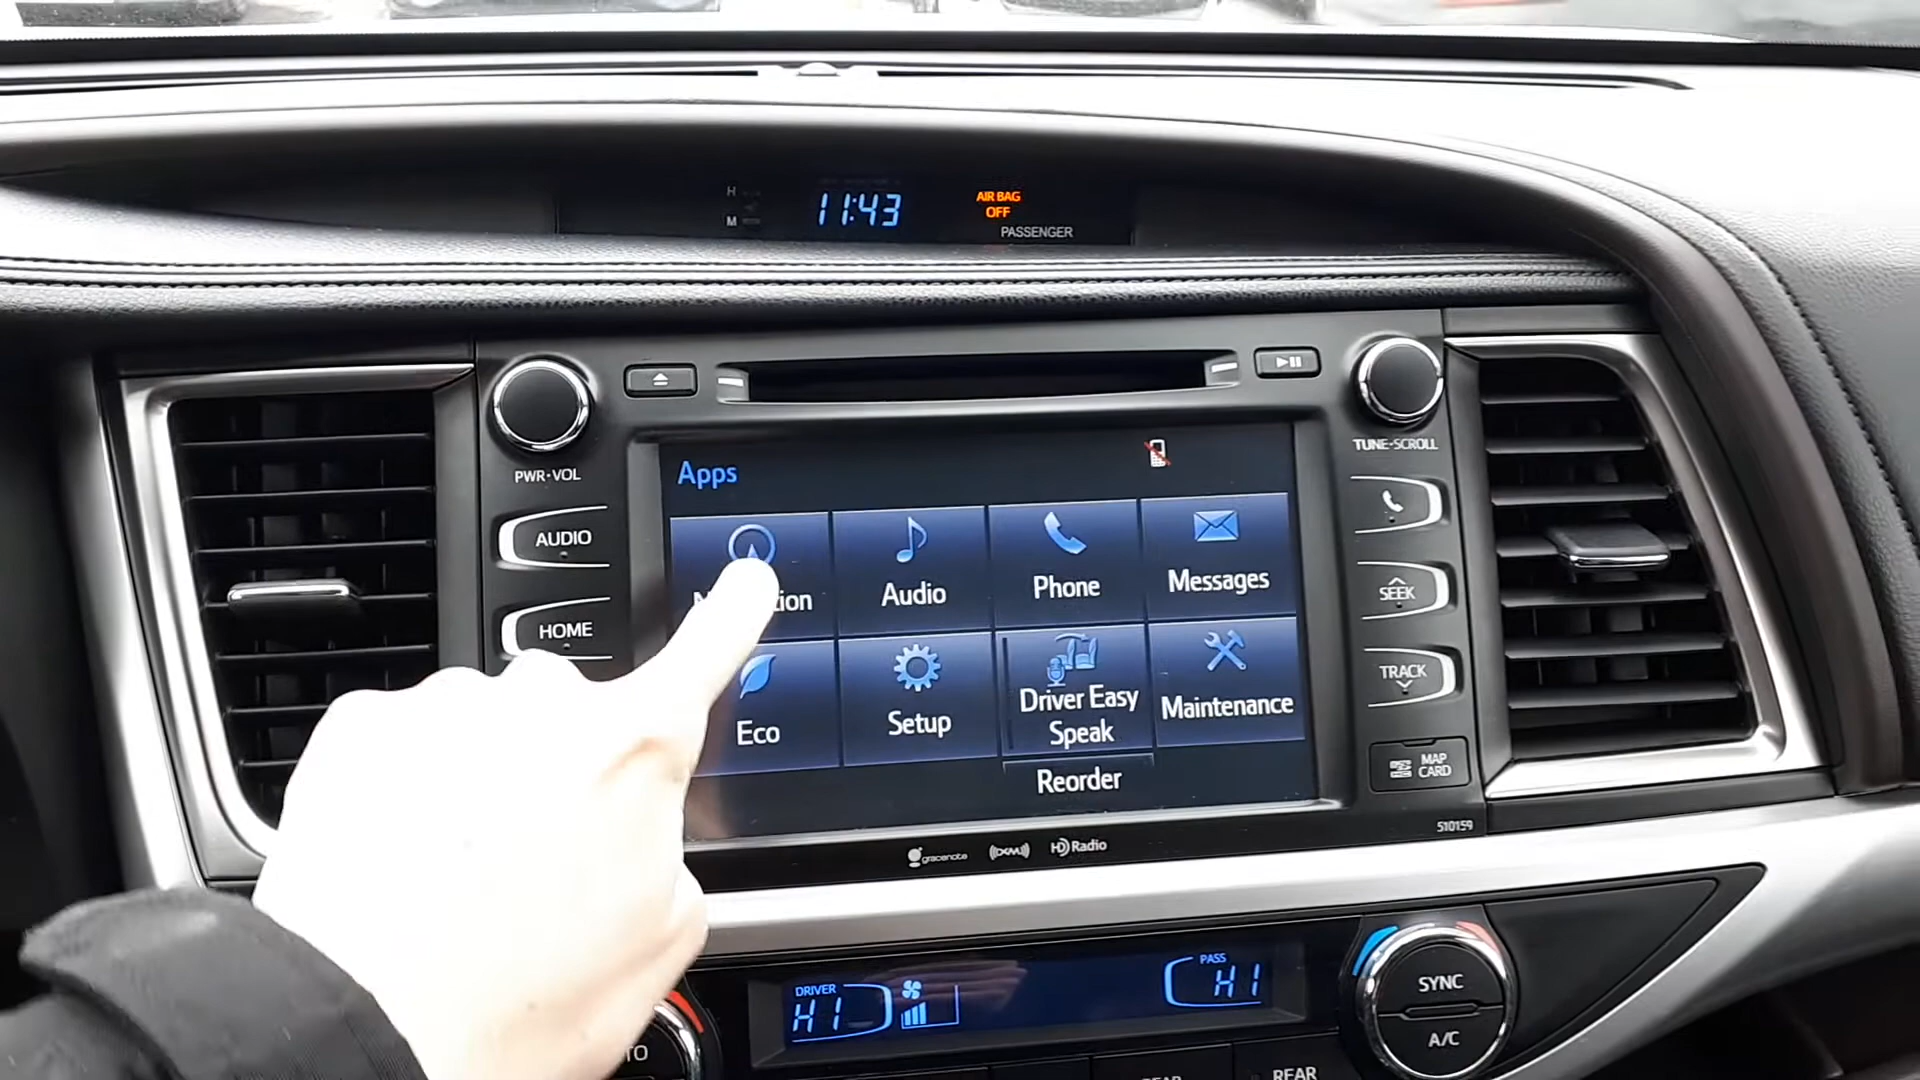 H
M
11:43
AIR BAG
OFF
PASSENGER
PWR•VOL
TUNE•SCROLL
AUDIO
HOME
Apps
Audio
Phone
Messages
Eco
Setup
Driver Easy
Speak
Maintenance
Reorder
SEEK
TRACK
MAP
CARD
510159
gracenote
((XM))
HD Radio
DRIVER
HI
PASS
HI
SYNC
A/C
REAR